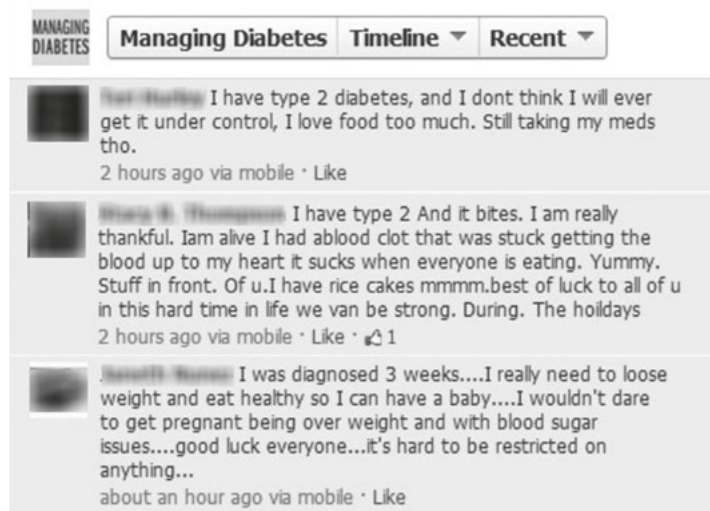 MANAGING
DIABETES
Managing Diabetes Timeline Recent
I have type 2 diabetes, and I dont think I will ever
get it under control, I love food too much. Still taking my meds
tho.
2 hours ago via mobile · Like
I have type 2 And it bites. I am really
thankful. Iam alive I had ablood clot that was stuck getting the
blood up to my heart it sucks when everyone is eating. Yummy.
Stuff in front. Of u.I have rice cakes mmmm.best of luck to all of u
in this hard time in life we van be strong. During. The hoildays
2 hours ago via mobile · Like · 1
I was diagnosed 3 weeks....I really need to loose
weight and eat healthy so I can have a baby....I wouldn't dare
to get pregnant being over weight and with blood sugar
issues....good luck everyone...it's hard to be restricted on
anything...
about an hour ago via mobile · Like